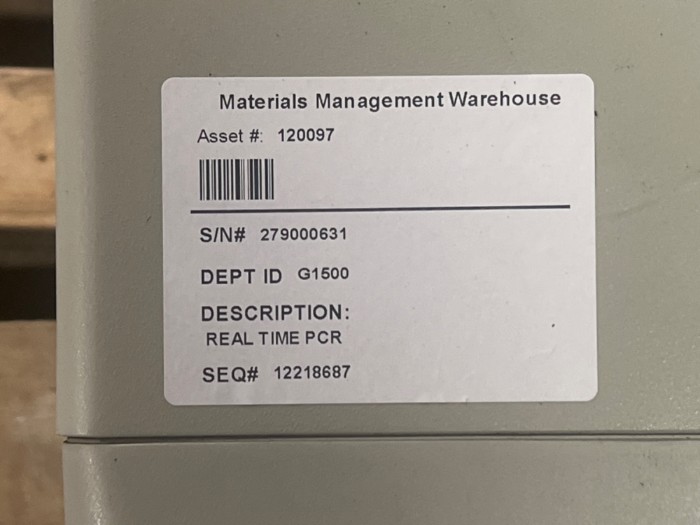 Materials Management Warehouse
Asset #: 120097
S/N# 279000631
DEPT ID G1500
DESCRIPTION:
REAL TIME PCR
SEQ# 12218687